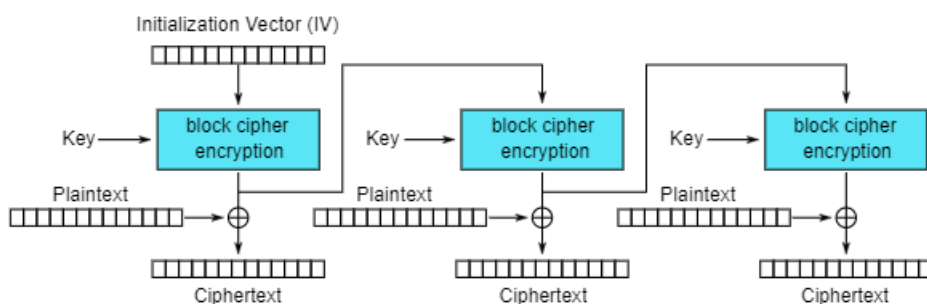 Initialization Vector (IV)
Key
block cipher
encryption
Key
block cipher
encryption
Key
block cipher
encryption
Plaintext
Plaintext
Plaintext
Ciphertext
Ciphertext
Ciphertext